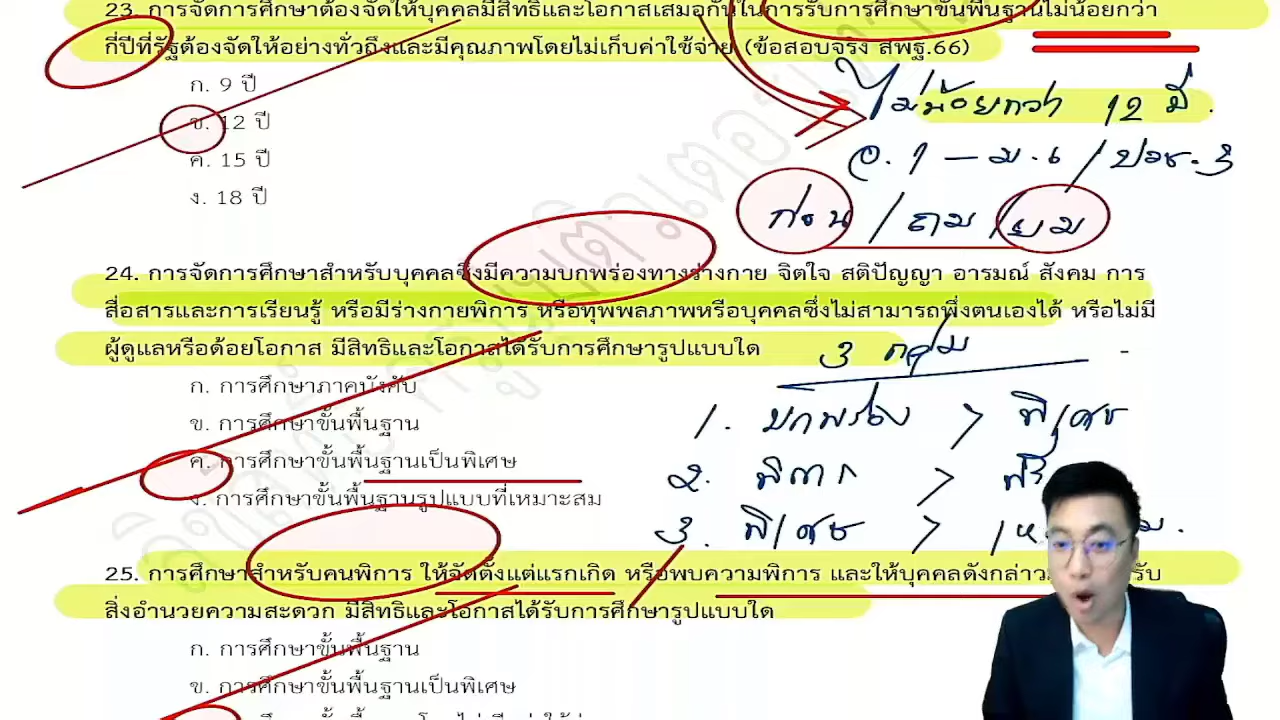 23. การจัดการศึกษาต้องจัดให้บุคคลมีสิทธิและโอกาสเสมอกันในการรับการศึกษาขั้นพื้นฐานไม่น้อยกว่า
กี่ปีที่รัฐต้องจัดให้อย่างทั่วถึงและมีคุณภาพโดยไม่เก็บค่าใช้จ่าย (ข้อสอบจริง สพฐ.66)
ก. 9 ปี
ข. 12 ปี
ค. 15 ปี
ง. 18 ปี
ไม่น้อยกว่า 12 ปี.
อ.1 – ม.6 / ปวช.3
ก่อน / ถม / ยม
24. การจัดการศึกษาสำหรับบุคคลซึ่งมีความบกพร่องทางร่างกาย จิตใจ สติปัญญา อารมณ์ สังคม การ
สื่อสารและการเรียนรู้ หรือมีร่างกายพิการ หรือทุพพลภาพหรือบุคคลซึ่งไม่สามารถพึ่งตนเองได้ หรือไม่มี
ผู้ดูแลหรือด้อยโอกาส มีสิทธิและโอกาสได้รับการศึกษารูปแบบใด
ก. การศึกษาภาคบังคับ
ข. การศึกษาขั้นพื้นฐาน
ค. การศึกษาขั้นพื้นฐานเป็นพิเศษ
ง. การศึกษาขั้นพื้นฐานรูปแบบที่เหมาะสม
3 กลุ่ม
1. บกพร่อง > พิเศษ
2. พิการ > ฟรี
3. พิเศษ >
25. การศึกษาสำหรับคนพิการ ให้จัดตั้งแต่แรกเกิด หรือพบความพิการ และให้บุคคลดังกล่าว รับ
สิ่งอำนวยความสะดวก มีสิทธิและโอกาสได้รับการศึกษารูปแบบใด
ก. การศึกษาขั้นพื้นฐาน
ข. การศึกษาขั้นพื้นฐานเป็นพิเศษ